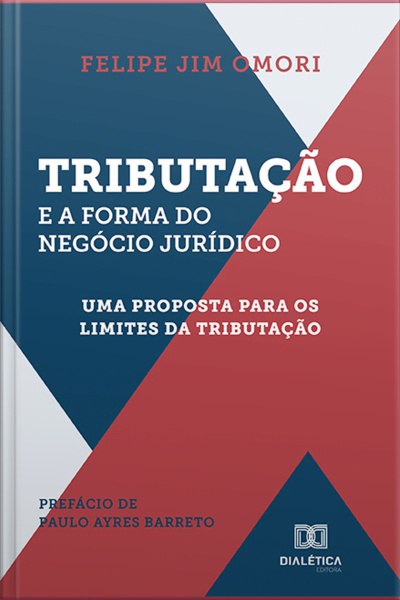 FELIPE JIM OMORI
TRIBUTAÇÃO
E A FORMA DO
NEGÓCIO JURÍDICO
UMA PROPOSTA PARA OS
LIMITES DA TRIBUTAÇÃO
PREFÁCIO DE
PAULO AYRES BARRETO
DIALÉTICA
EDITORA